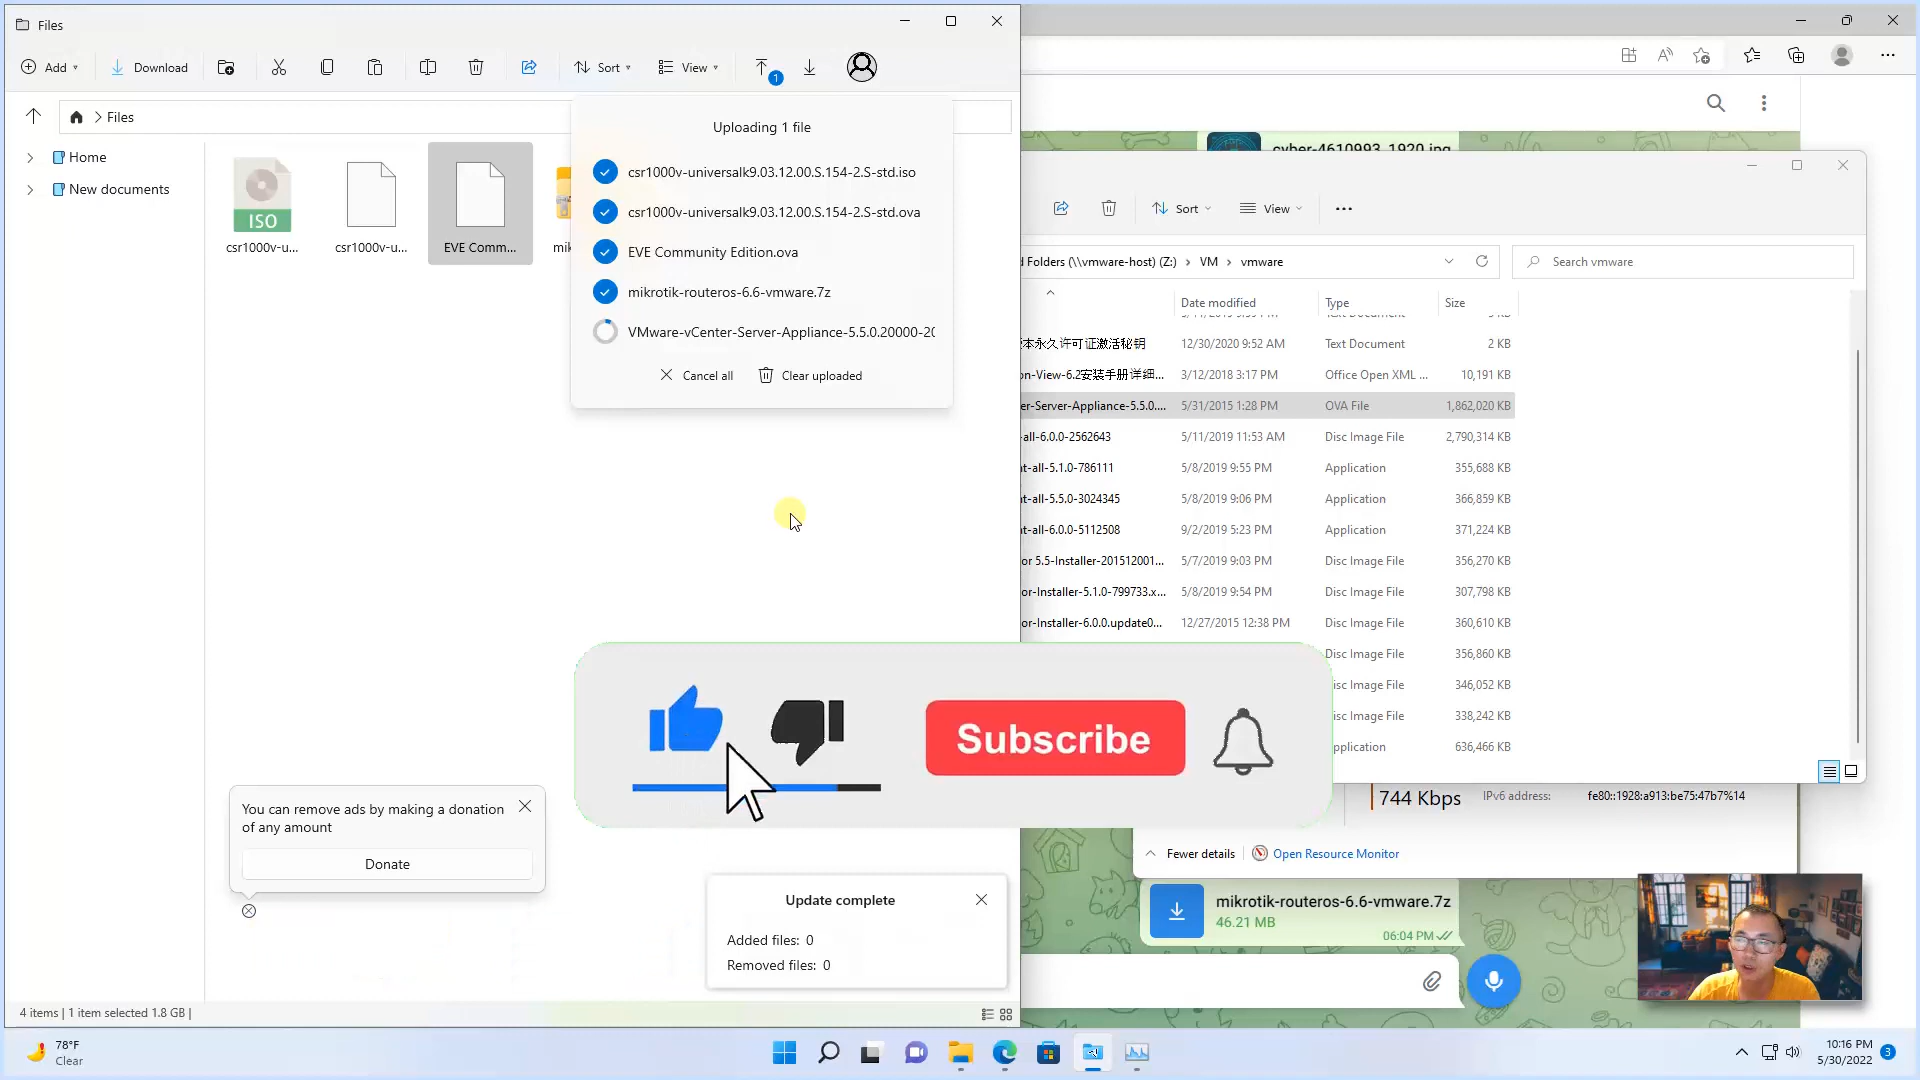 Files
Add
Download
Sort
View
1
Files
Uploading 1 file
csr1000v-universalk9.03.12.00.S.154-2.S-std.iso
csr1000v-universalk9.03.12.00.S.154-2.S-std.ova
EVE Community Edition.ova
mikrotik-routeros-6.6-vmware.7z
VMware-vCenter-Server-Appliance-5.5.0.20000-20
Cancel all
Clear uploaded
Home
New documents
ISO
csr1000v-u...
csr1000v-u...
EVE Comm...
mik
You can remove ads by making a donation
of any amount
Donate
Update complete
Added files: 0
Removed files: 0
4 items | 1 item selected 1.8 GB |
cyber-4610993_1920.jpg
Sort
View
d Folders (\\vmware-host) (Z:) > VM > vmware
Search vmware
Date modified Type Size
本永久许可证激活秘钥 12/30/2020 9:52 AM Text Document 2 KB
on-View-6.2安装手册详细... 3/12/2018 3:17 PM Office Open XML ... 10,191 KB
er-Server-Appliance-5.5.0.... 5/31/2015 1:28 PM OVA File 1,862,020 KB
-all-6.0.0-2562643 5/11/2019 11:53 AM Disc Image File 2,790,314 KB
nt-all-5.1.0-786111 5/8/2019 9:55 PM Application 355,688 KB
nt-all-5.5.0-3024345 5/8/2019 9:06 PM Application 366,859 KB
nt-all-6.0.0-5112508 9/2/2019 5:23 PM Application 371,224 KB
or 5.5-Installer-201512001... 5/7/2019 9:03 PM Disc Image File 356,270 KB
or-Installer-5.1.0-799733.x... 5/8/2019 9:54 PM Disc Image File 307,798 KB
or-Installer-6.0.0.update0... 12/27/2015 12:38 PM Disc Image File 360,610 KB
Disc Image File 356,860 KB
isc Image File 346,052 KB
isc Image File 338,242 KB
pplication 636,466 KB
Subscribe
744 Kbps
IPv6 address: fe80::1928:a913:be75:47b7%14
Fewer details
Open Resource Monitor
mikrotik-routeros-6.6-vmware.7z
46.21 MB
06:04 PM
78°F
Clear
10:16 PM
5/30/2022
3